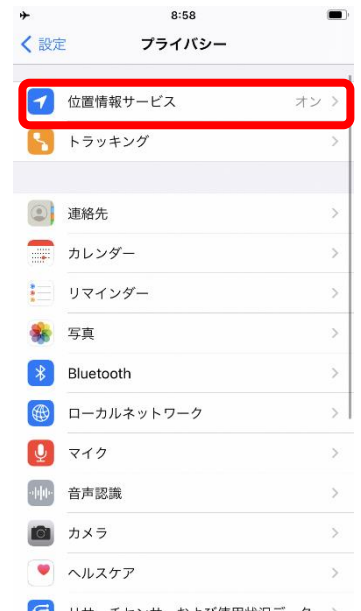 8:58
設定 プライバシー
位置情報サービス オン
トラッキング
連絡先
カレンダー
リマインダー
写真
Bluetooth
ローカルネットワーク
マイク
音声認識
カメラ
ヘルスケア